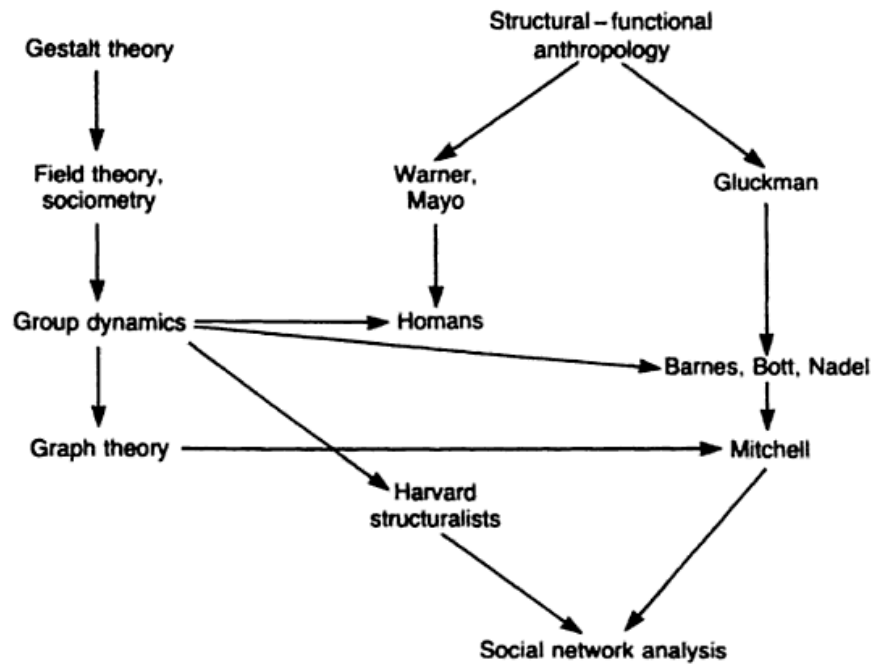 Structural – functional
anthropology
Gestalt theory
Field theory,
sociometry
Warner,
Mayo
Gluckman
Group dynamics
Homans
Barnes, Bott, Nadel
Graph theory
Mitchell
Harvard
structuralists
Social network analysis